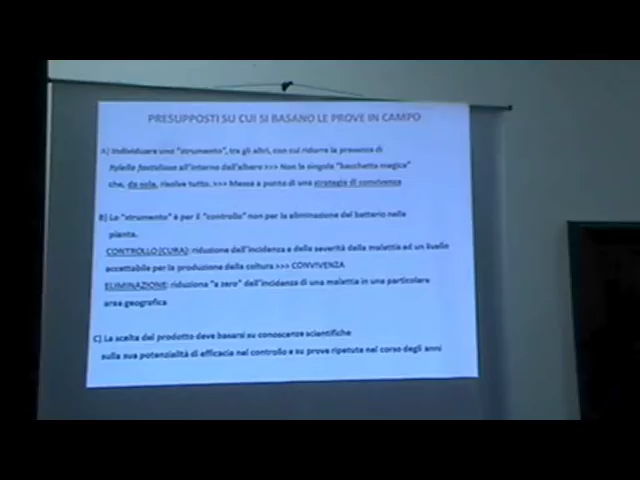 PRESUPPOSTI SU CUI SI BASANO LE PROVE IN CAMPO
A) Individuare uno "strumento", tra gli altri, con cui ridurre la presenza di
Xylella fastidiosa all'interno dell'albero >>> Non la singola "bacchetta magica"
che, da sola, risolve tutto. >>> Messa a punto di una strategia di convivenza
B) Lo "strumento" è per il "controllo" non per la eliminazione del batterio nella
pianta.
CONTROLLO (CURA): riduzione dell'incidenza e della severità della malattia ad un livello
accettabile per la produzione della coltura >>> CONVIVENZA
ELIMINAZIONE: riduzione "a zero" dell'incidenza di una malattia in una particolare
area geografica
C) La scelta del prodotto deve basarsi su conoscenze scientifiche
sulla sua potenzialità di efficacia nel controllo e su prove ripetute nel corso degli anni